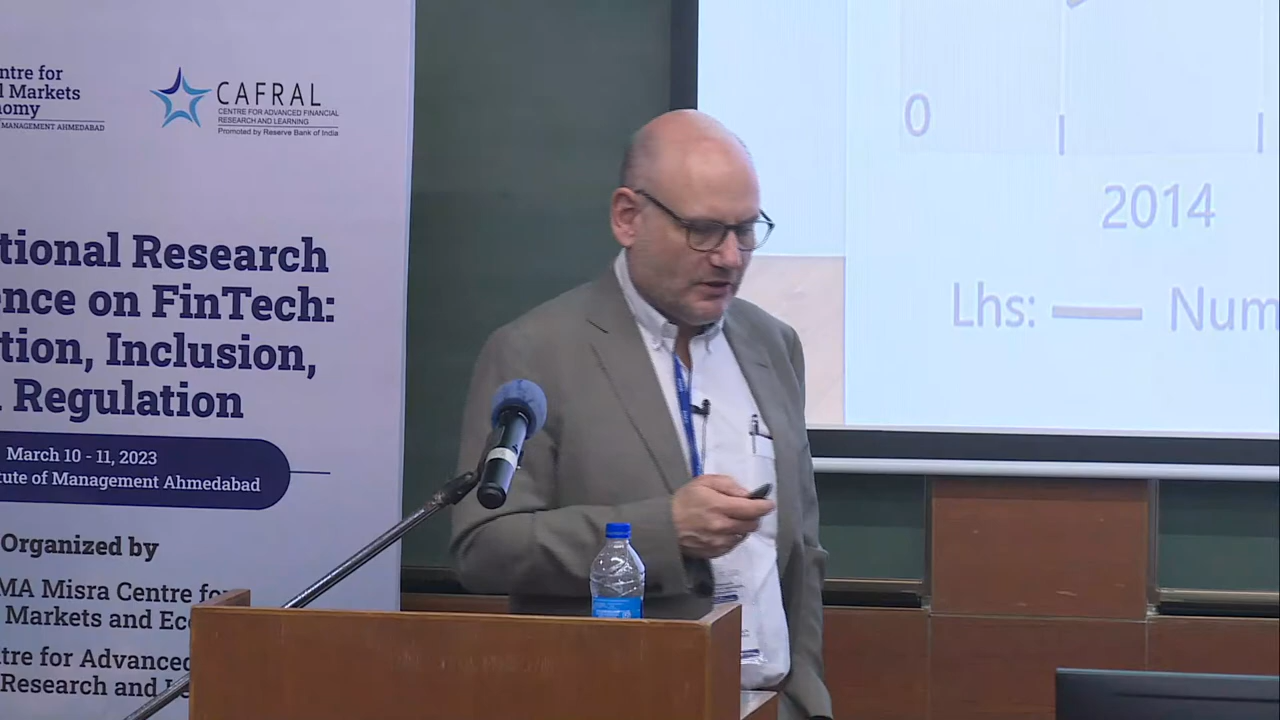 ntre for
l Markets
nomy
MANAGEMENT AHMEDABAD
CAFRAL
CENTRE FOR ADVANCED FINANCIAL
RESEARCH AND LEARNING
Promoted by Reserve Bank of India
tional Research
ence on FinTech:
tion, Inclusion,
Regulation
March 10 - 11, 2023
tute of Management Ahmedabad
Organized by
MA Misra Centre for
Markets and Ec
tre for Advanced
Research and Le
0
2014
Lhs: Num